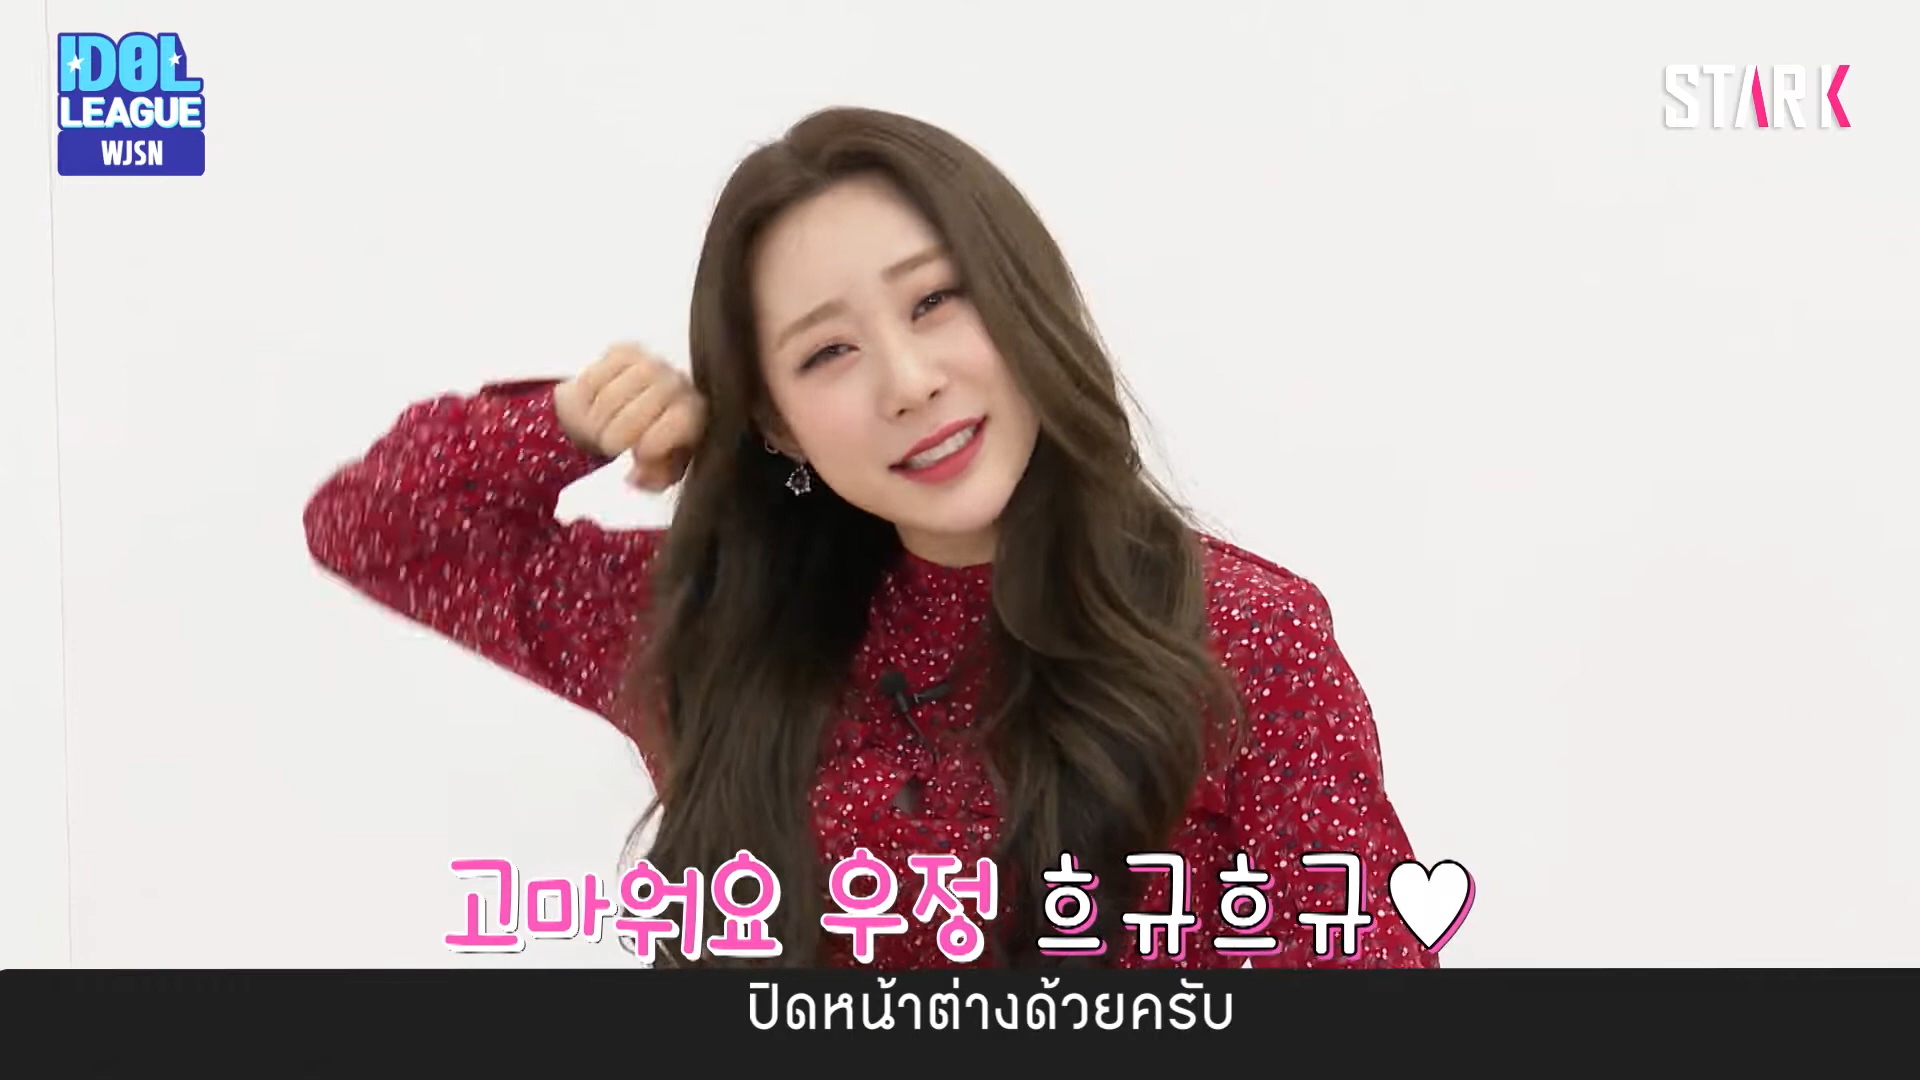 IDOL
LEAGUE
WJSN
STAR K
고마워요 우정 흐규흐규♥
ปิดหน้าต่างด้วยครับ